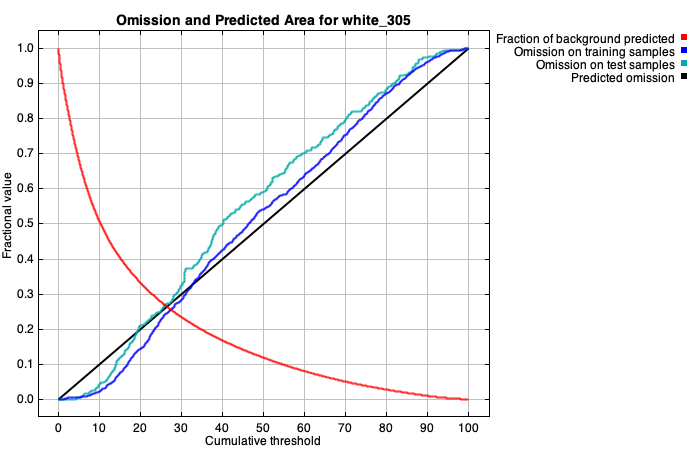 Omission and Predicted Area for white_305
Fraction of background predicted
Omission on training samples
Omission on test samples
Predicted omission
Fractional value
1.0
0.9
0.8
0.7
0.6
0.5
0.4
0.3
0.2
0.1
0.0
0 10 20 30 40 50 60 70 80 90 100
Cumulative threshold